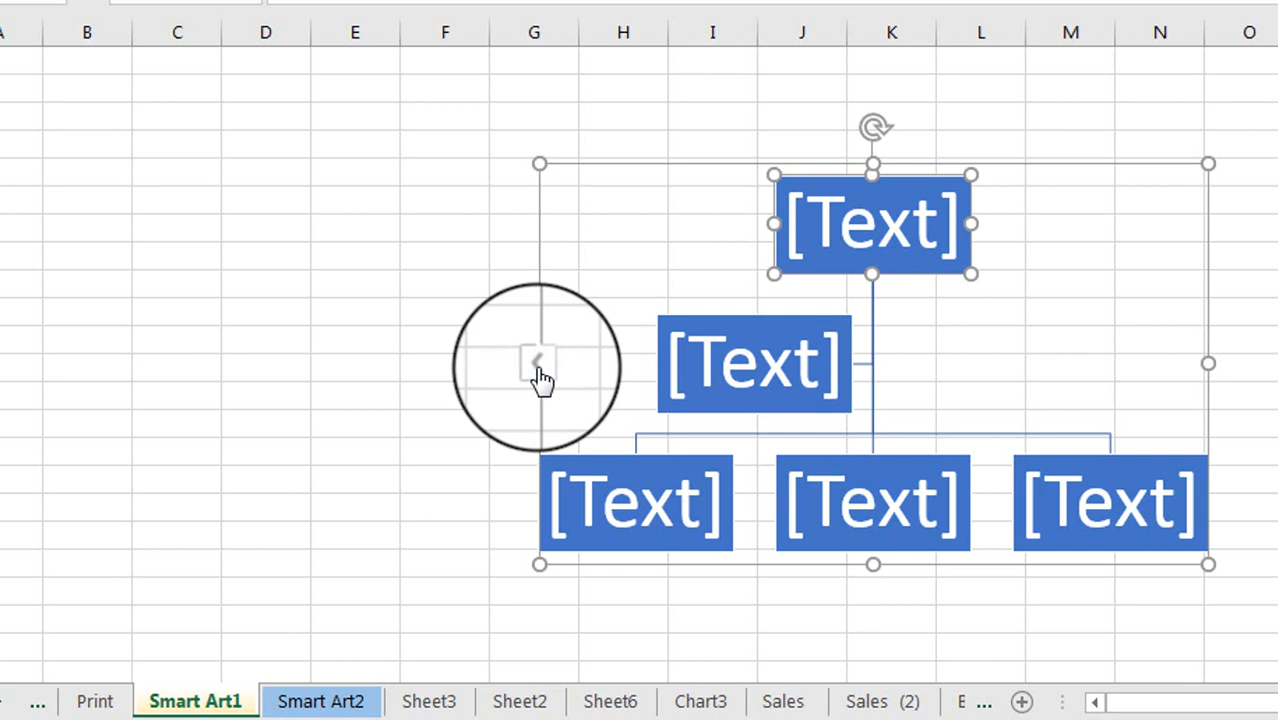 A B C D E F G H I J K L M N O
[Text]
[Text]
[Text] [Text] [Text]
... Print Smart Art1 Smart Art2 Sheet3 Sheet2 Sheet6 Chart3 Sales Sales (2) E ...